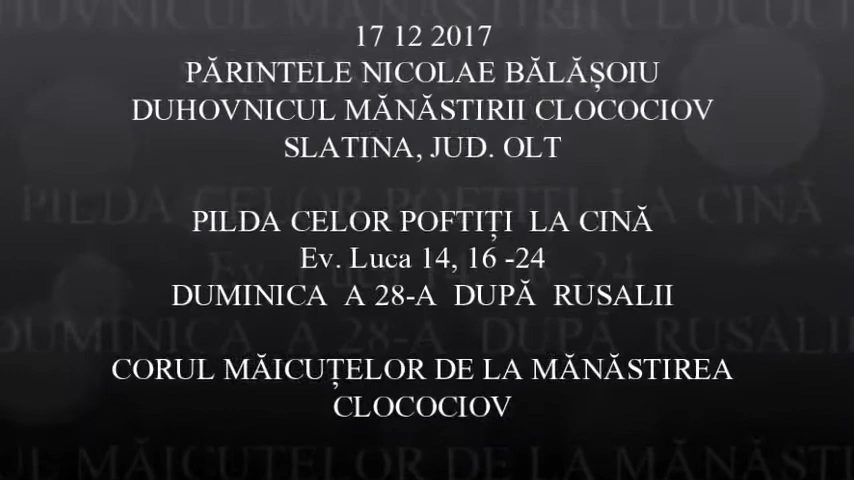 17 12 2017
PĂRINTELE NICOLAE BĂLĂȘOIU
DUHOVNICUL MĂNĂSTIRII CLOCOCIOV
SLATINA, JUD. OLT
PILDA CELOR POFTIȚI LA CINĂ
Ev. Luca 14, 16 -24
DUMINICA A 28-A DUPĂ RUSALII
CORUL MĂICUȚELOR DE LA MĂNĂSTIREA
CLOCOCIOV